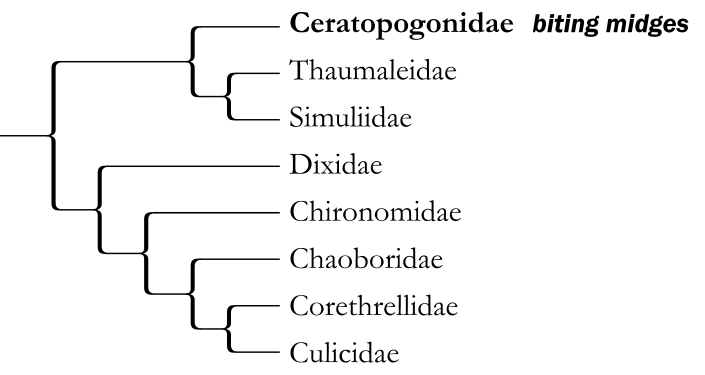 Ceratopogonidae biting midges
Thaumaleidae
Simuliidae
Dixidae
Chironomidae
Chaoboridae
Corethrellidae
Culicidae